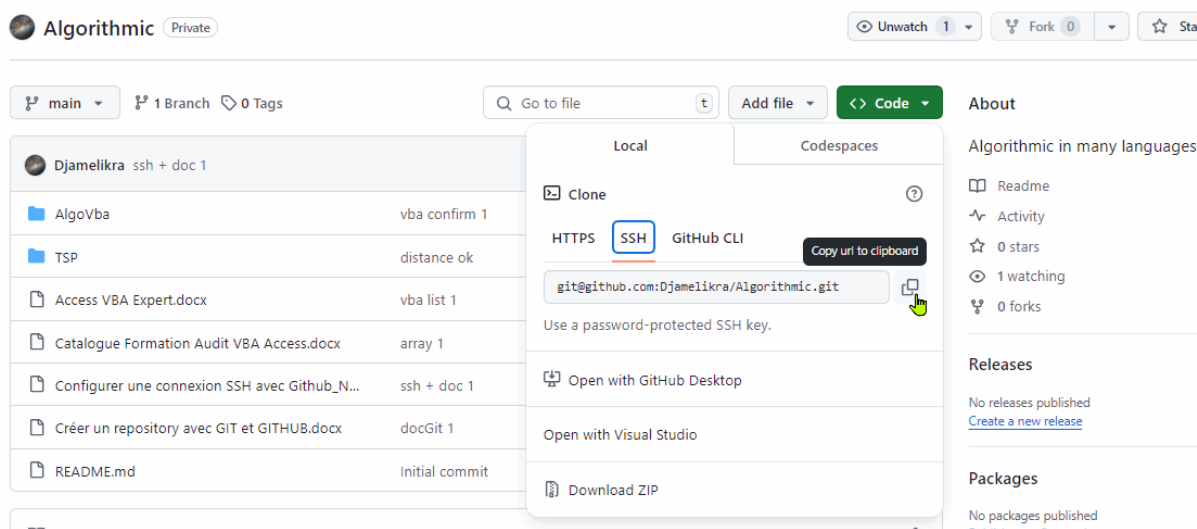 Algorithmic Private Unwatch 1 Fork 0
main 1 Branch 0 Tags Go to file t Add file Code
Djamelikra ssh + doc 1
AlgoVba vba confirm 1
TSP distance ok
Access VBA Expert.docx vba list 1
Catalogue Formation Audit VBA Access.docx array 1
Configurer une connexion SSH avec Github_N... ssh + doc 1
Créer un repository avec GIT et GITHUB.docx docGit 1
README.md Initial commit
Local Codespaces
Clone
HTTPS SSH GitHub CLI
Copy url to clipboard
git@github.com:Djamelikra/Algorithmic.git
Use a password-protected SSH key.
Open with GitHub Desktop
Open with Visual Studio
Download ZIP
About
Algorithmic in many languages
Readme
Activity
0 stars
1 watching
0 forks
Releases
No releases published
Create a new release
Packages
No packages published